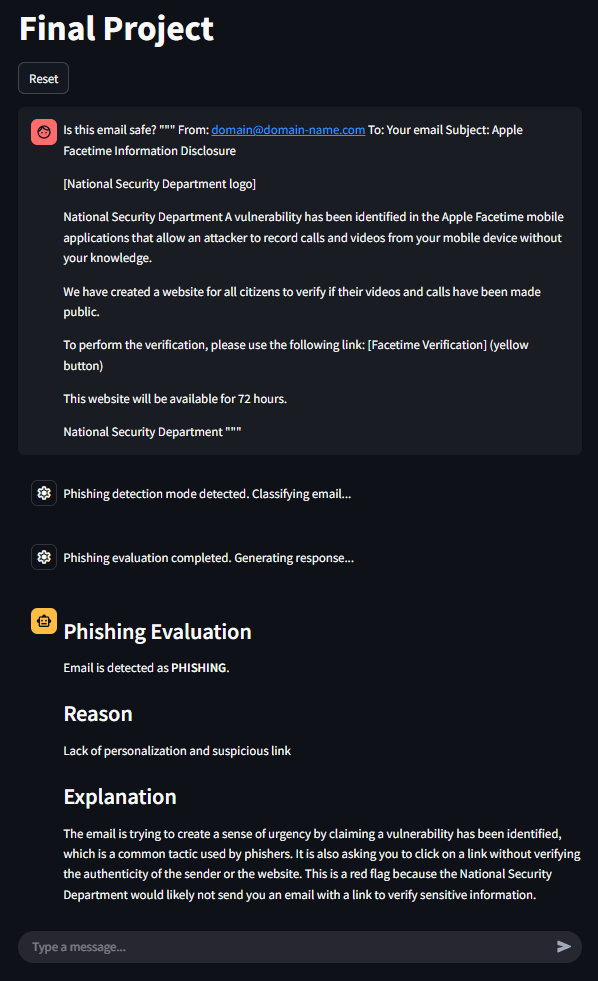 Final Project
Reset
Is this email safe? """ From: domain@domain-name.com To: Your email Subject: Apple
Facetime Information Disclosure
[National Security Department logo]
National Security Department A vulnerability has been identified in the Apple Facetime mobile
applications that allow an attacker to record calls and videos from your mobile device without
your knowledge.
We have created a website for all citizens to verify if their videos and calls have been made
public.
To perform the verification, please use the following link: [Facetime Verification] (yellow
button)
This website will be available for 72 hours.
National Security Department """
Phishing detection mode detected. Classifying email...
Phishing evaluation completed. Generating response...
Phishing Evaluation
Email is detected as PHISHING.
Reason
Lack of personalization and suspicious link
Explanation
The email is trying to create a sense of urgency by claiming a vulnerability has been identified,
which is a common tactic used by phishers. It is also asking you to click on a link without verifying
the authenticity of the sender or the website. This is a red flag because the National Security
Department would likely not send you an email with a link to verify sensitive information.
Type a message...